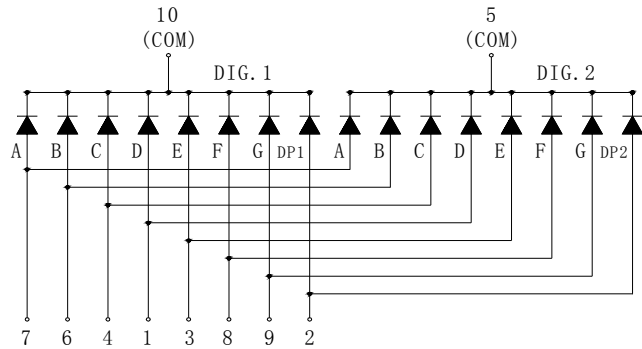 10 5
(COM) (COM)
DIG.1 DIG.2
A B C D E F G DP1 A B C D E F G DP2
7 6 4 1 3 8 9 2